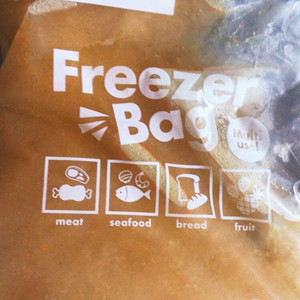 Freezer
Bag
Multi
use!
meat seafood bread fruit